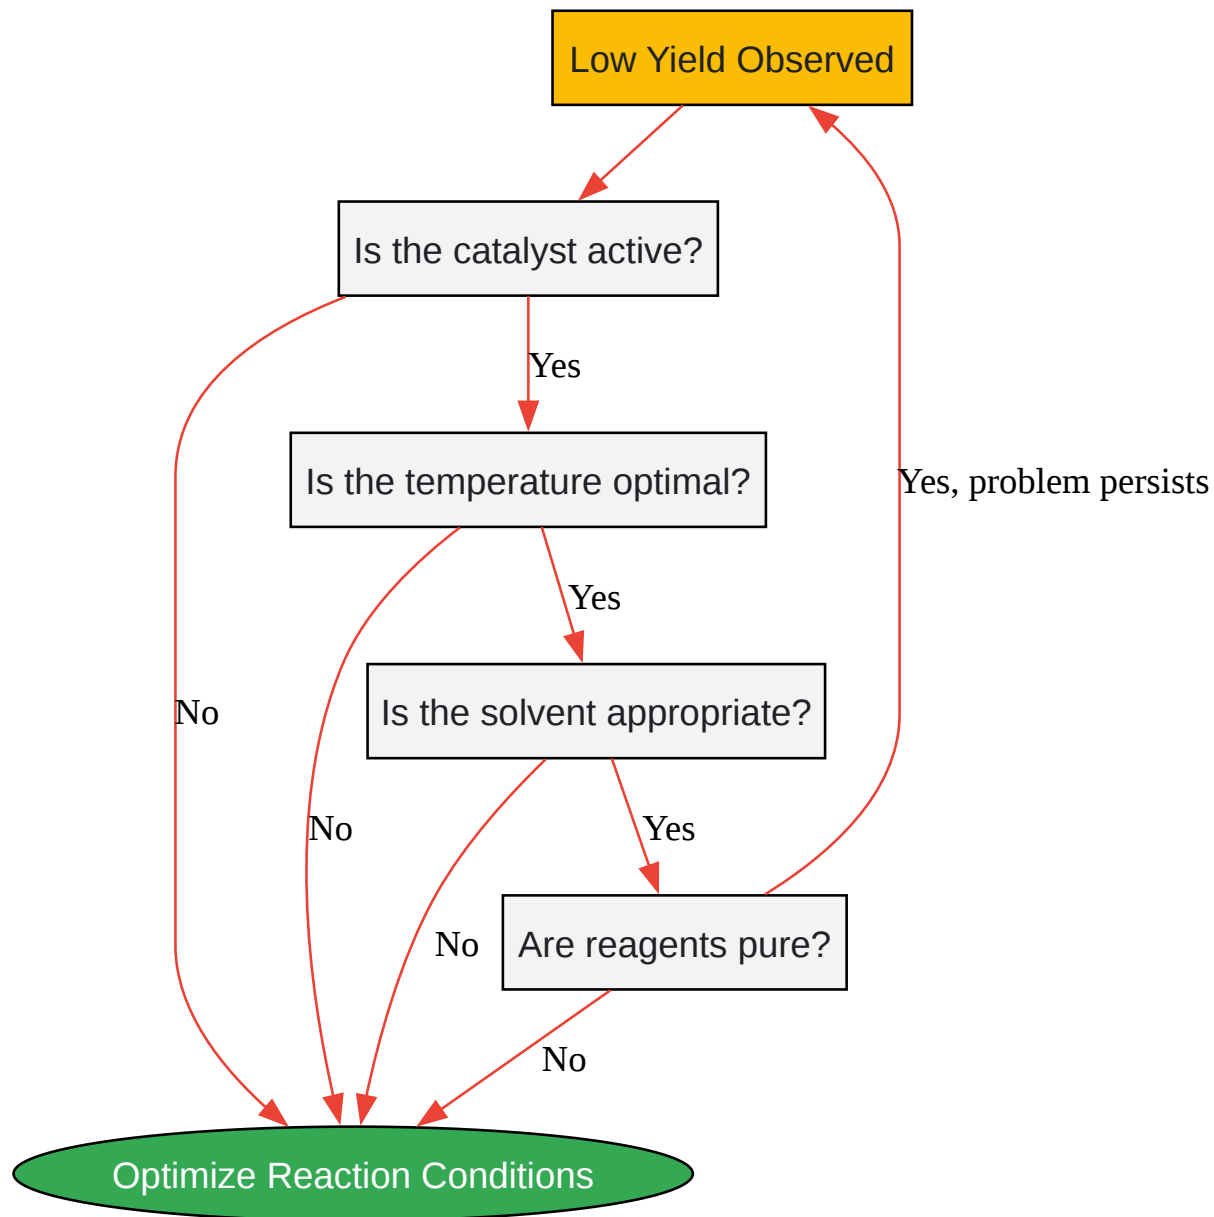 Low Yield Observed
Is the catalyst active?
Yes
Is the temperature optimal?
Yes, problem persists
Yes
Is the solvent appropriate?
No
No
Yes
Are reagents pure?
No
No
Optimize Reaction Conditions